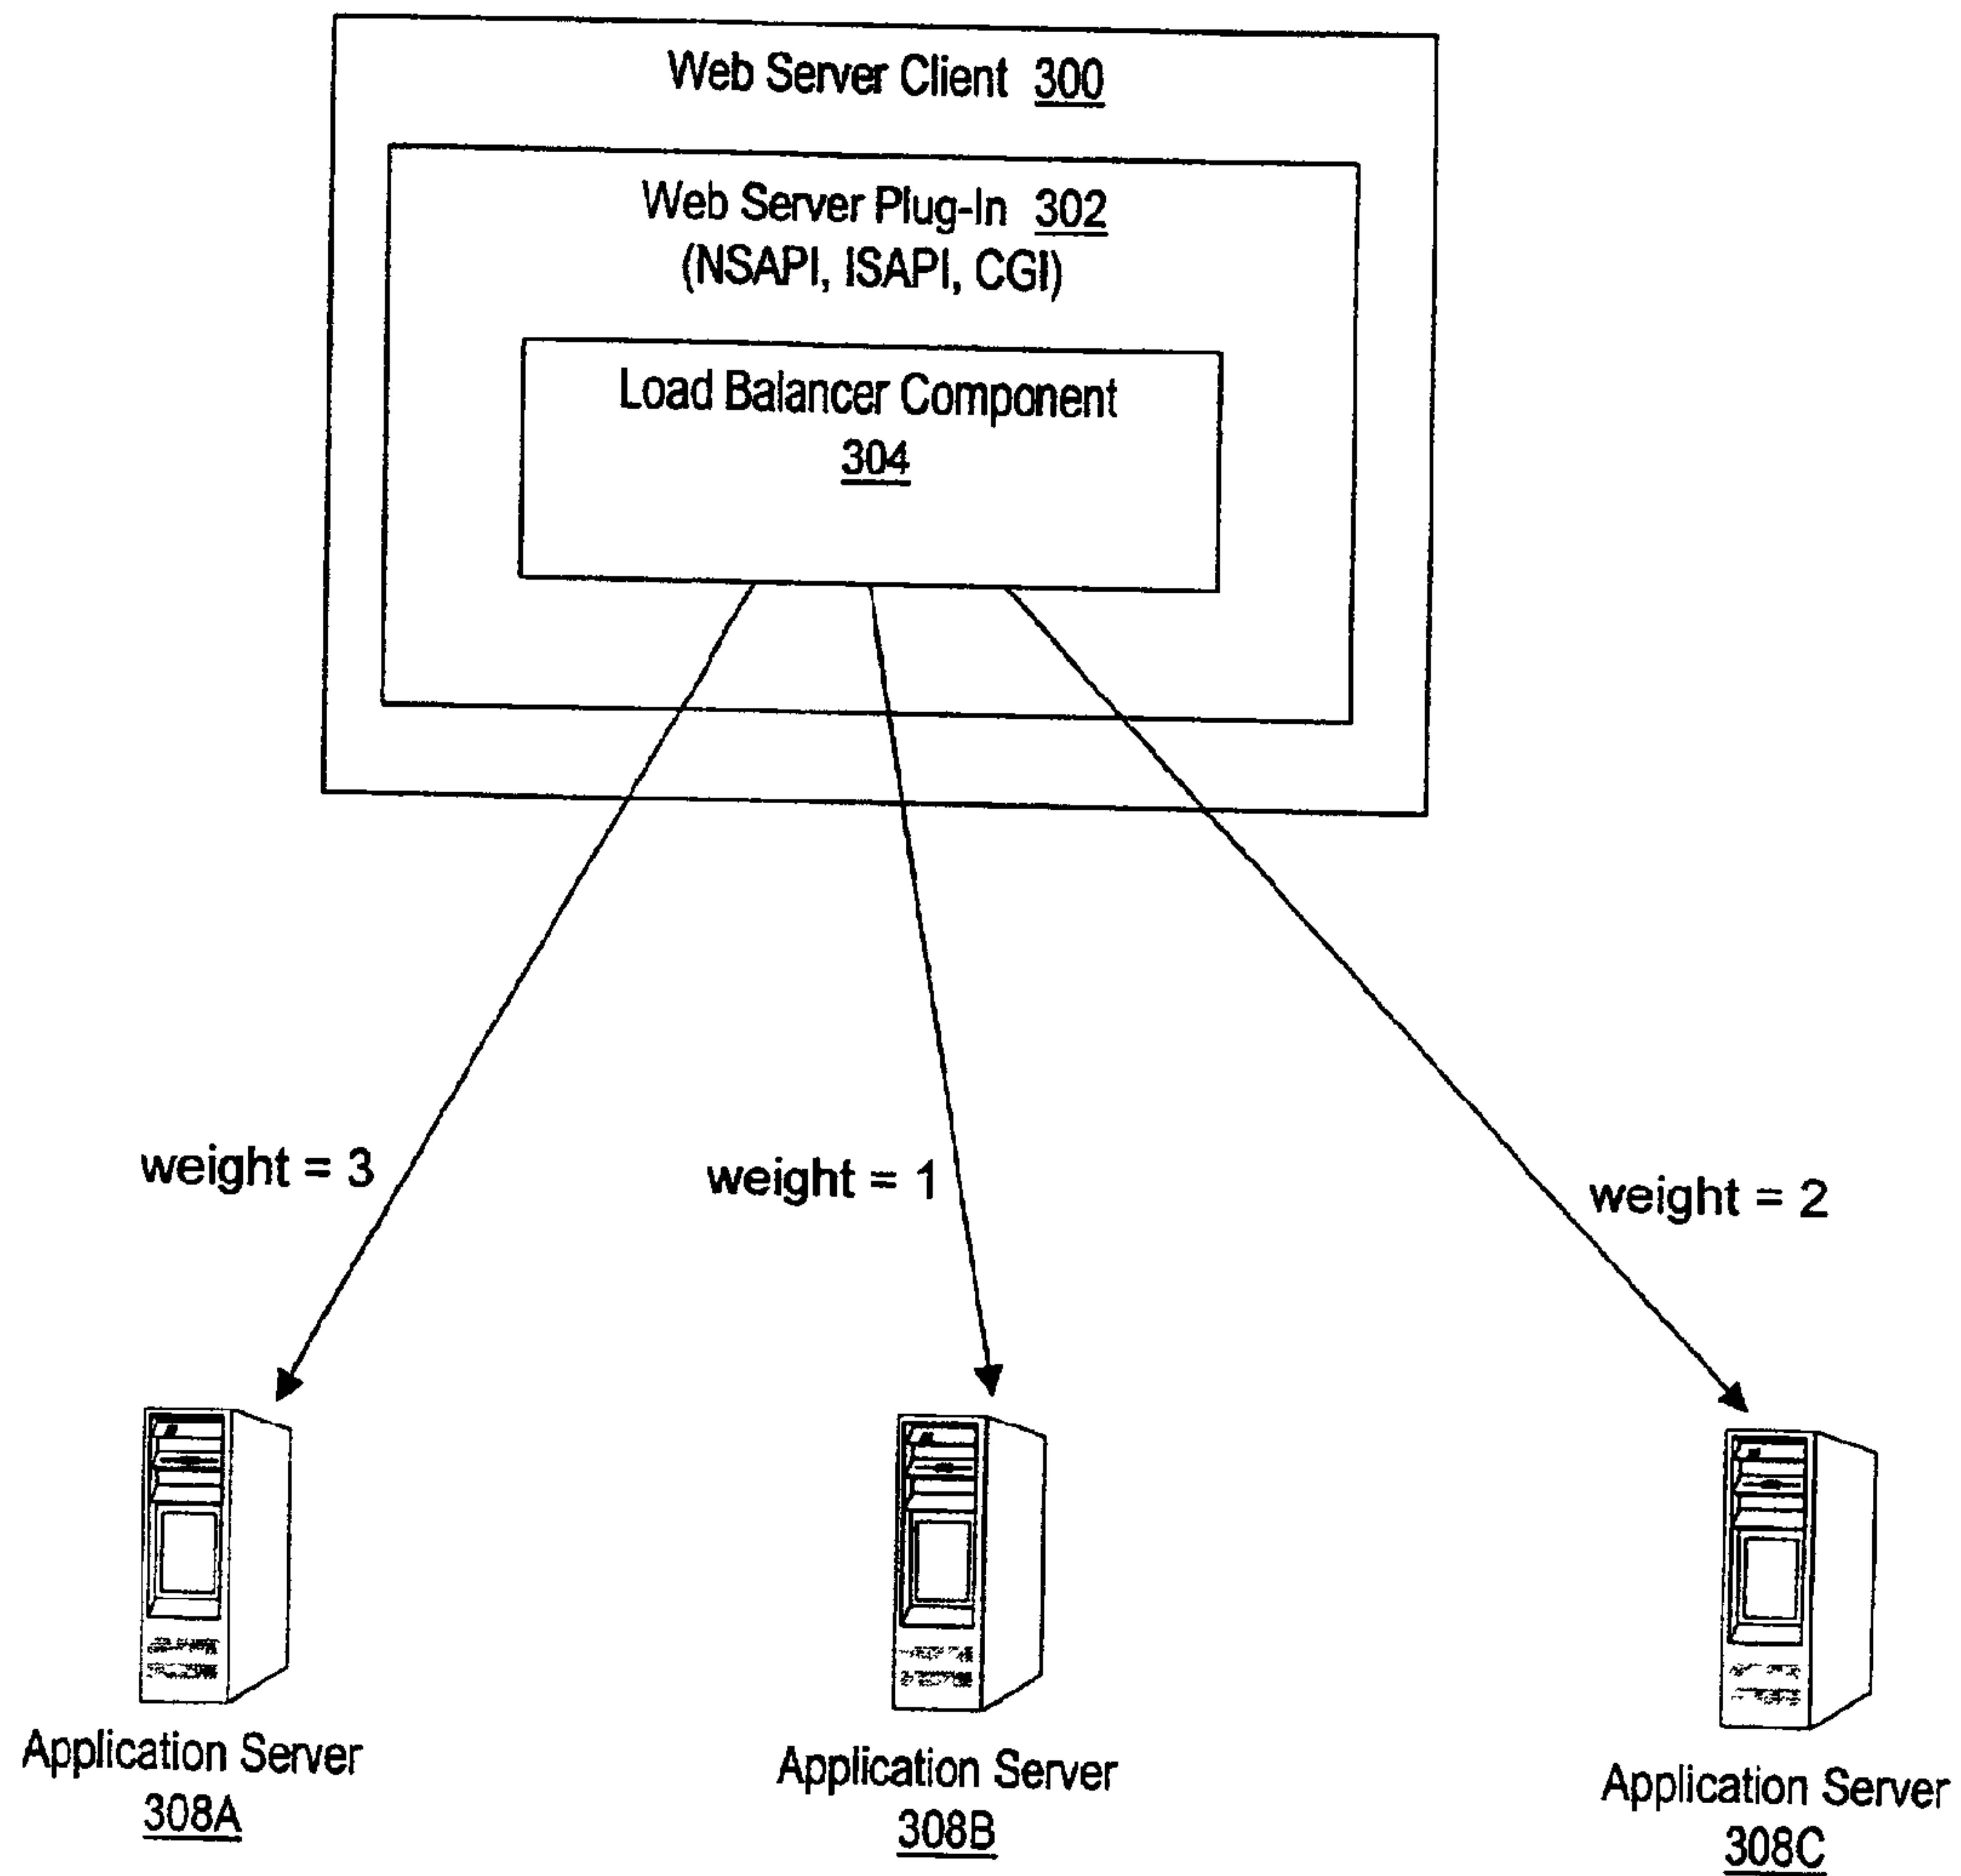 Web Server Client 300
Web Server Plug-In 302
(NSAPI, ISAPI, CGI)
Load Balancer Component
304
weight = 3
weight = 1
weight = 2
Application Server
308A
Application Server
308B
Application Server
308C